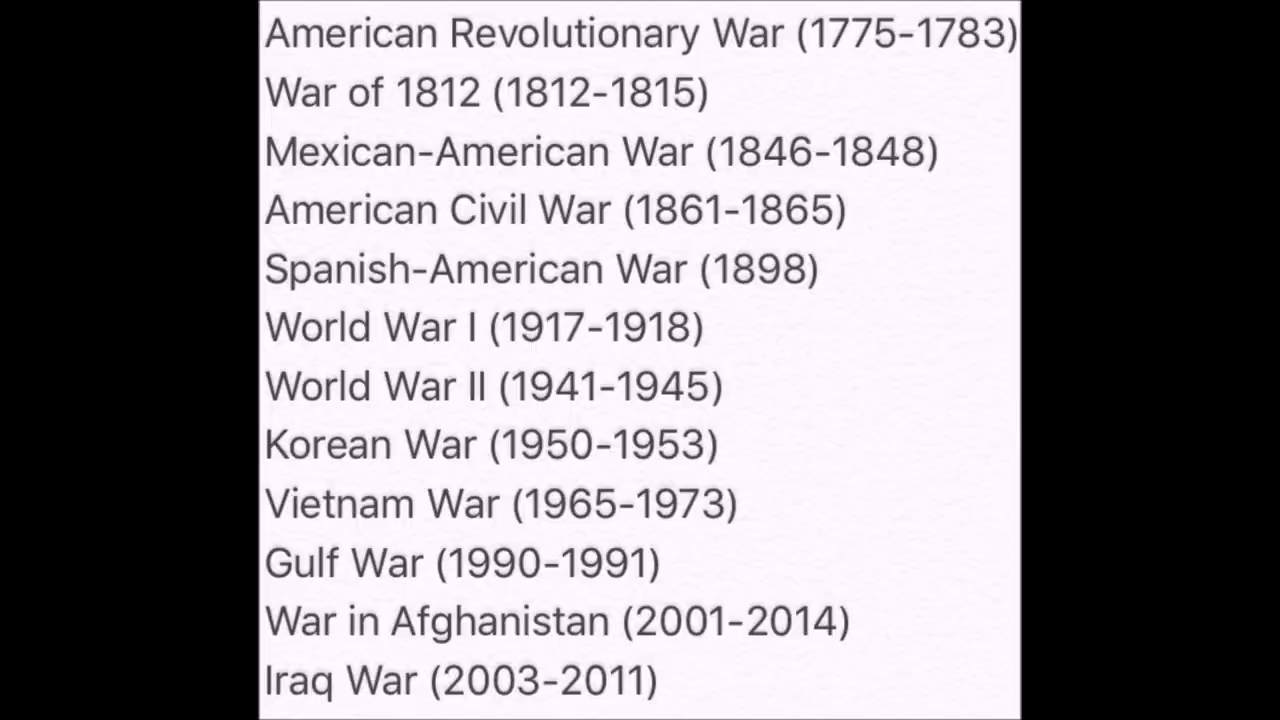 American Revolutionary War (1775-1783)
War of 1812 (1812-1815)
Mexican-American War (1846-1848)
American Civil War (1861-1865)
Spanish-American War (1898)
World War I (1917-1918)
World War II (1941-1945)
Korean War (1950-1953)
Vietnam War (1965-1973)
Gulf War (1990-1991)
War in Afghanistan (2001-2014)
Iraq War (2003-2011)